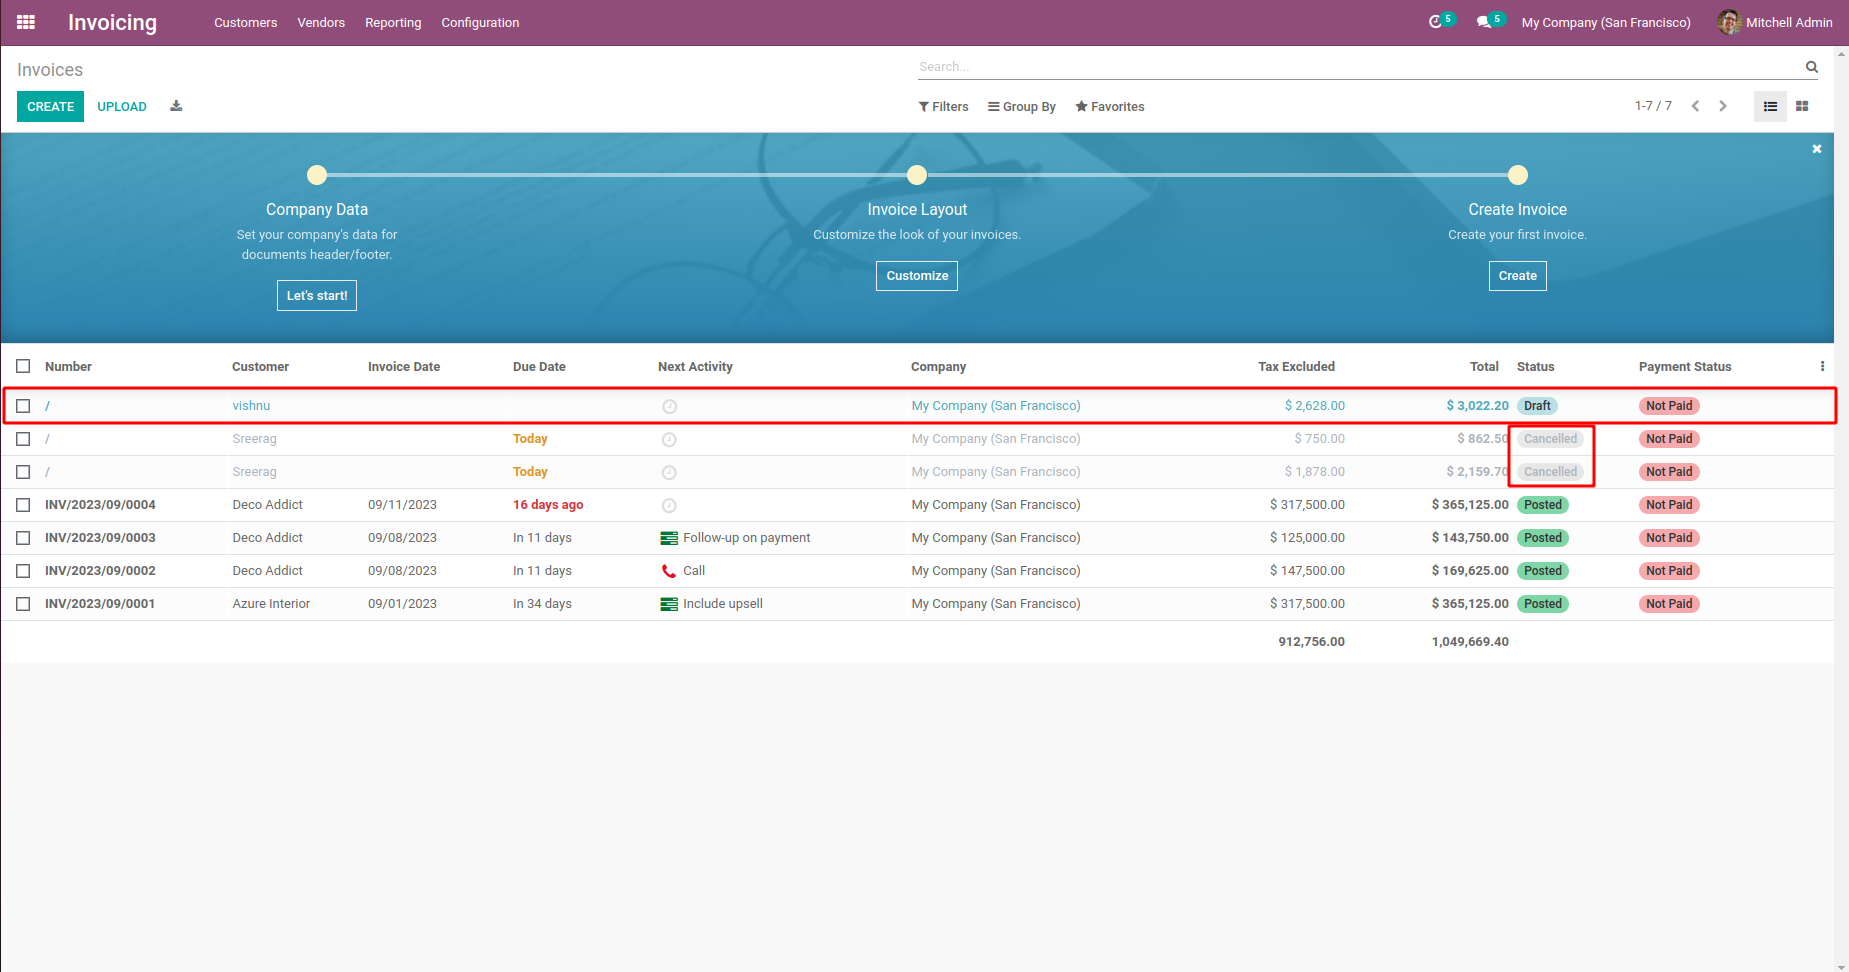 Invoicing Customers Vendors Reporting Configuration 5 5 My Company (San Francisco) Mitchell Admin
Invoices Search...
CREATE UPLOAD Filters Group By Favorites 1-7 / 7
Company Data Invoice Layout Create Invoice
Set your company's data for Customize the look of your invoices. Create your first invoice.
documents header/footer.
Let's start! Customize Create
Number Customer Invoice Date Due Date Next Activity Company Tax Excluded Total Status Payment Status
/ vishnu My Company (San Francisco) $ 2,628.00 $ 3,022.20 Draft Not Paid
/ Sreerag Today My Company (San Francisco) $ 750.00 $ 862.50 Cancelled Not Paid
/ Sreerag Today My Company (San Francisco) $ 1,878.00 $ 2,159.70 Cancelled Not Paid
INV/2023/09/0004 Deco Addict 09/11/2023 16 days ago My Company (San Francisco) $ 317,500.00 $ 365,125.00 Posted Not Paid
INV/2023/09/0003 Deco Addict 09/08/2023 In 11 days Follow-up on payment My Company (San Francisco) $ 125,000.00 $ 143,750.00 Posted Not Paid
INV/2023/09/0002 Deco Addict 09/08/2023 In 11 days Call My Company (San Francisco) $ 147,500.00 $ 169,625.00 Posted Not Paid
INV/2023/09/0001 Azure Interior 09/01/2023 In 34 days Include upsell My Company (San Francisco) $ 317,500.00 $ 365,125.00 Posted Not Paid
912,756.00 1,049,669.40